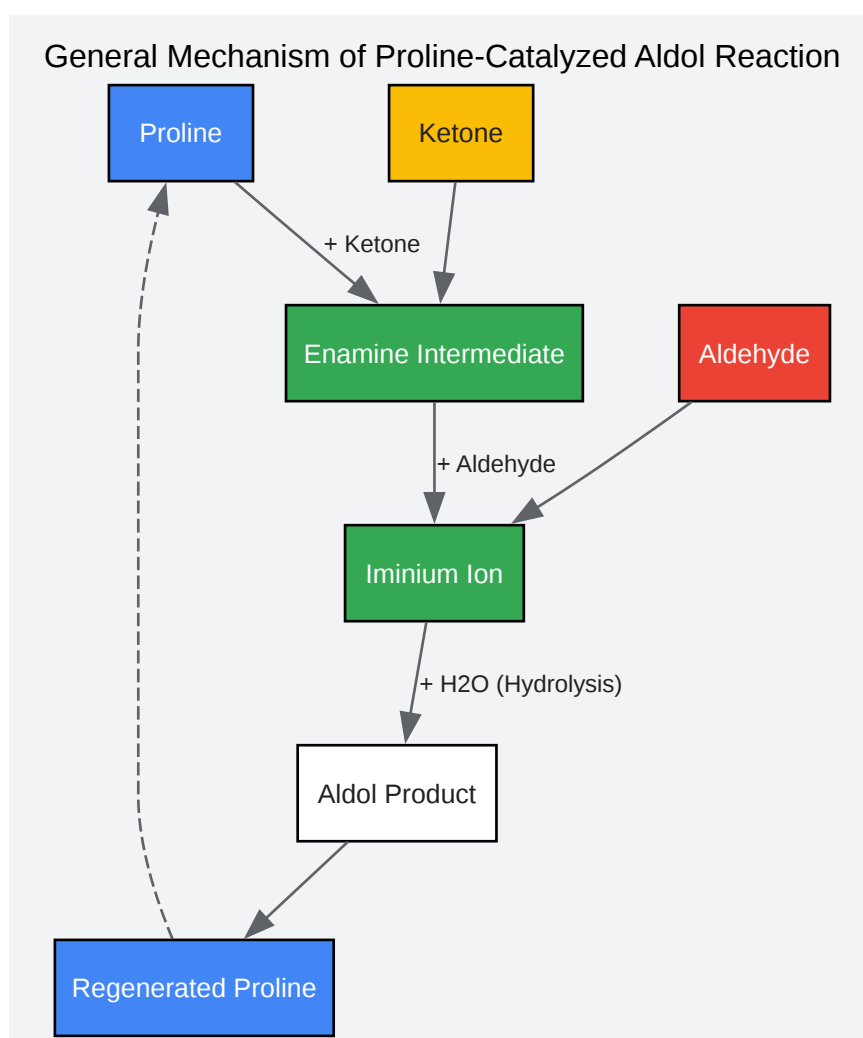 General Mechanism of Proline-Catalyzed Aldol Reaction
Proline
Ketone
+ Ketone
Enamine Intermediate
Aldehyde
+ Aldehyde
Iminium Ion
+ H2O (Hydrolysis)
Aldol Product
Regenerated Proline